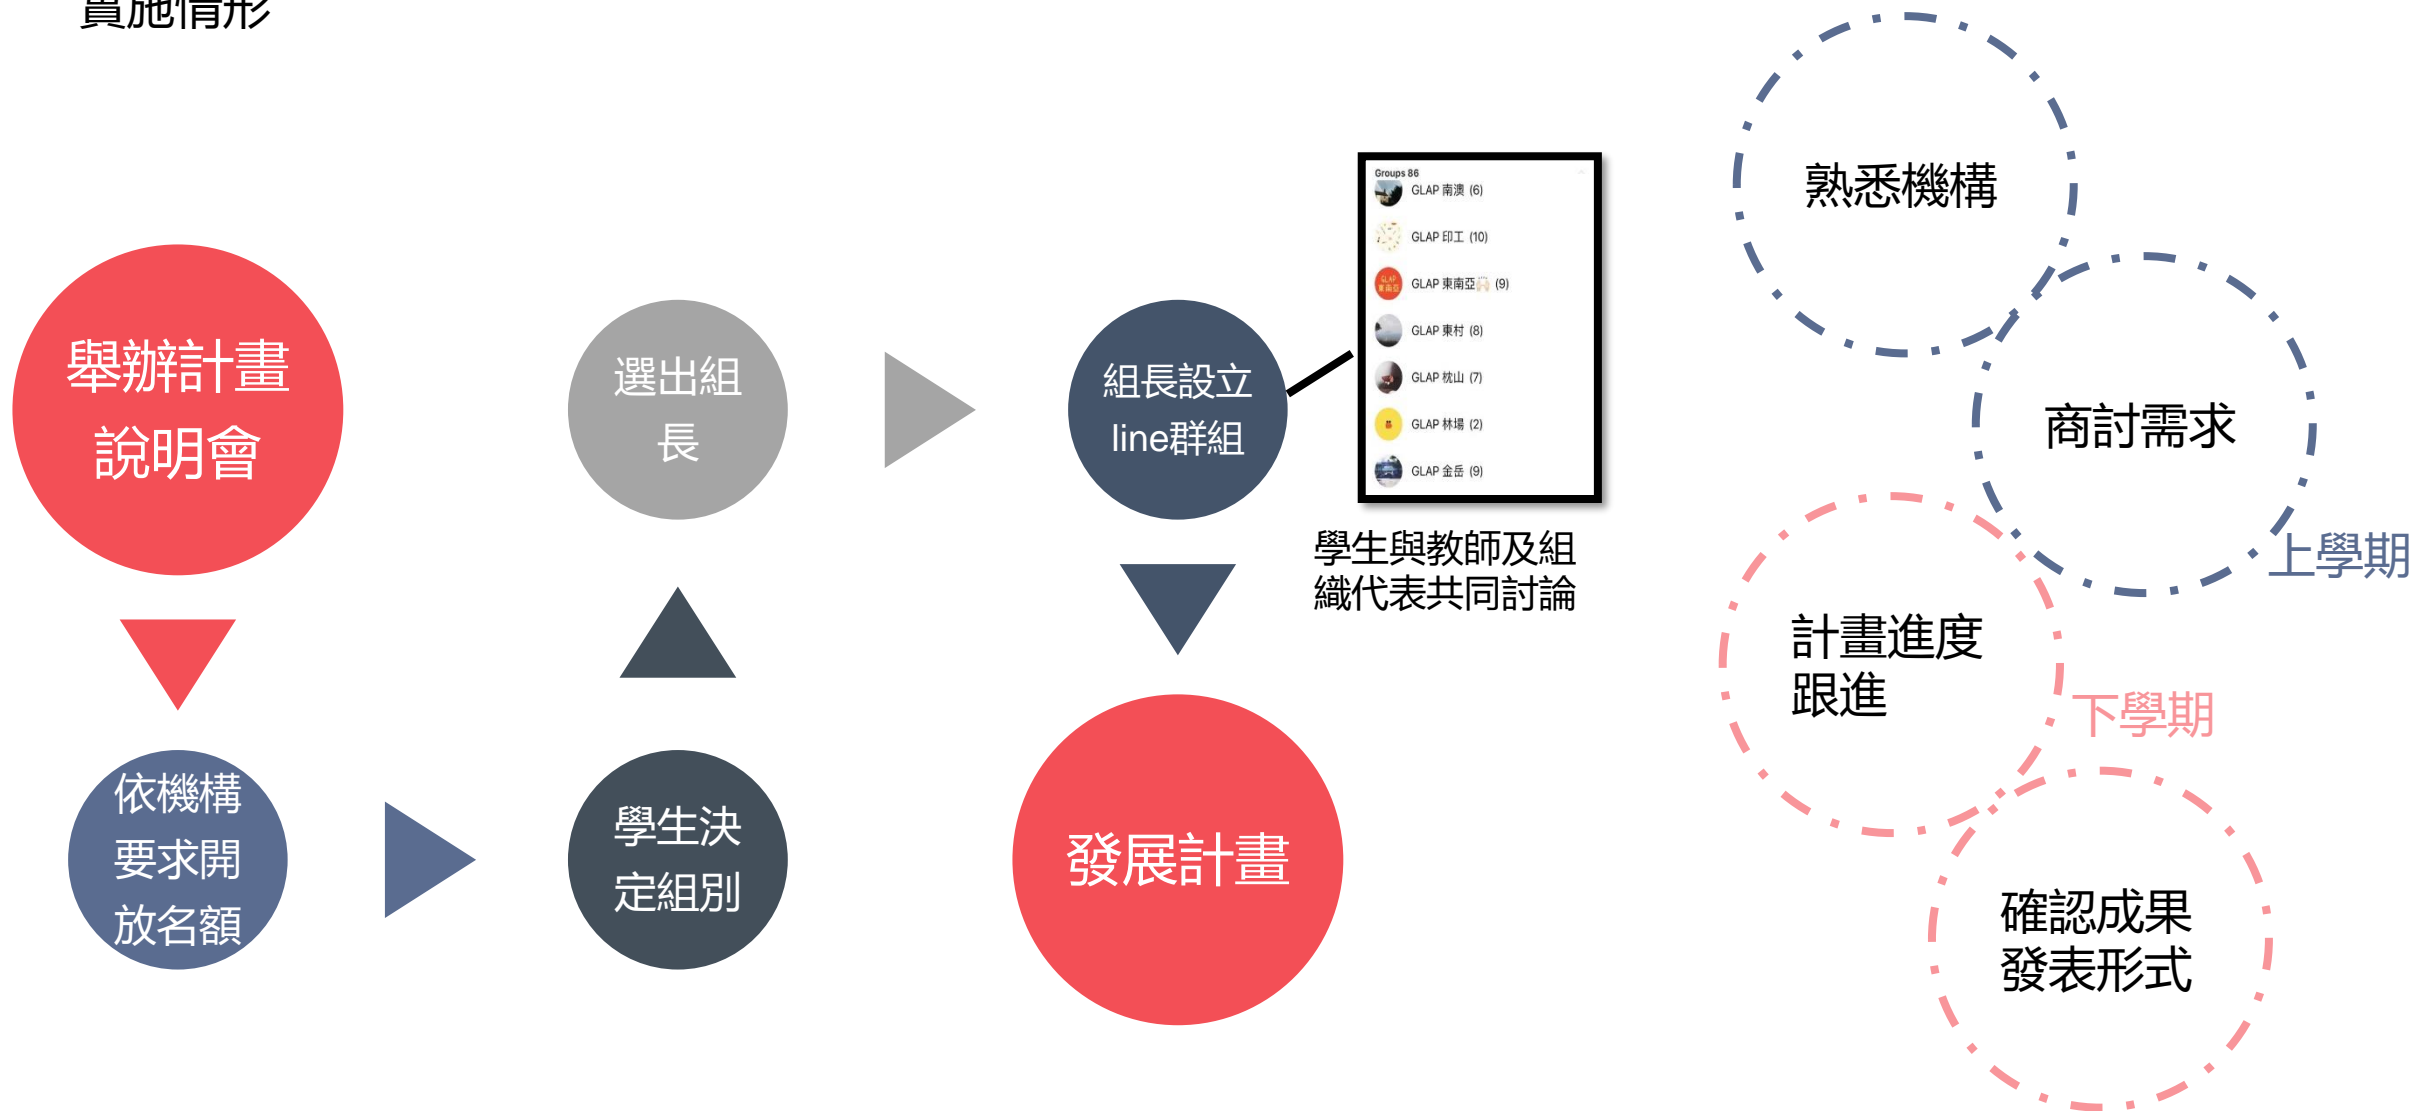 實施情形
舉辦計畫
說明會
依機構
要求開
放名額
學生決
定組別
選出組
長
組長設立
line群組
Groups 86
GLAP 南澳 (6)
GLAP 印工 (10)
GLAP 東南亞🙌🏻 (9)
GLAP 東村 (8)
GLAP 枕山 (7)
GLAP 林場 (2)
GLAP 金岳 (9)
學生與教師及組
織代表共同討論
發展計畫
熟悉機構
商討需求
上學期
計畫進度
跟進
下學期
確認成果
發表形式